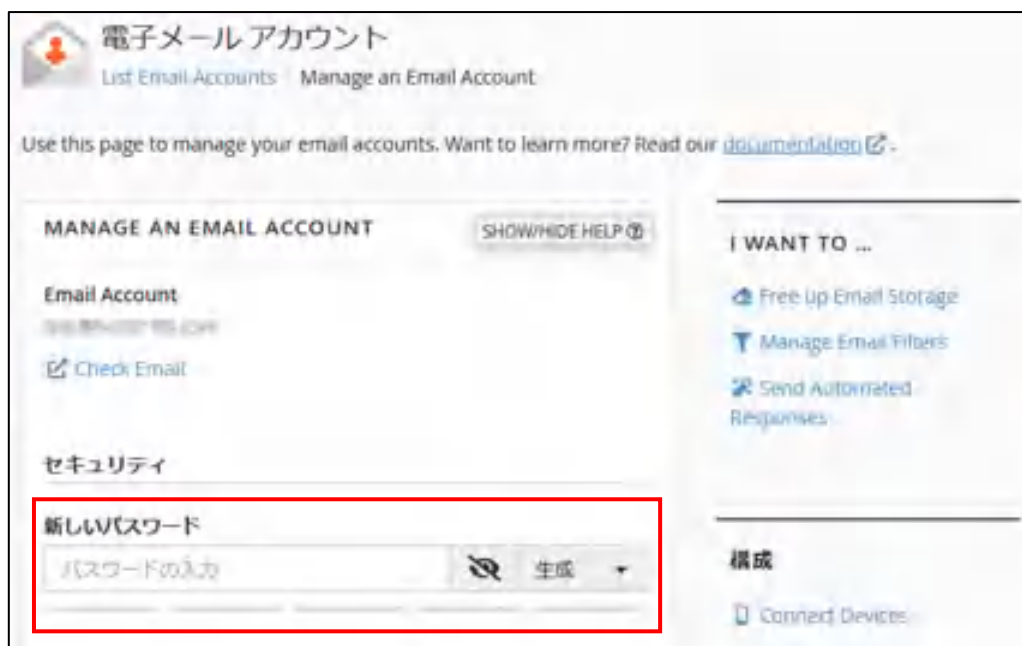 電子メール アカウント
List Email Accounts Manage an Email Account
Use this page to manage your email accounts. Want to learn more? Read our documentation.
MANAGE AN EMAIL ACCOUNT
SHOW/HIDE HELP
Email Account
Check Email
セキュリティ
新しいパスワード
パスワードの入力
生成
I WANT TO ...
Free up Email Storage
Manage Email Filters
Send Automated
Responses
構成
Connect Devices